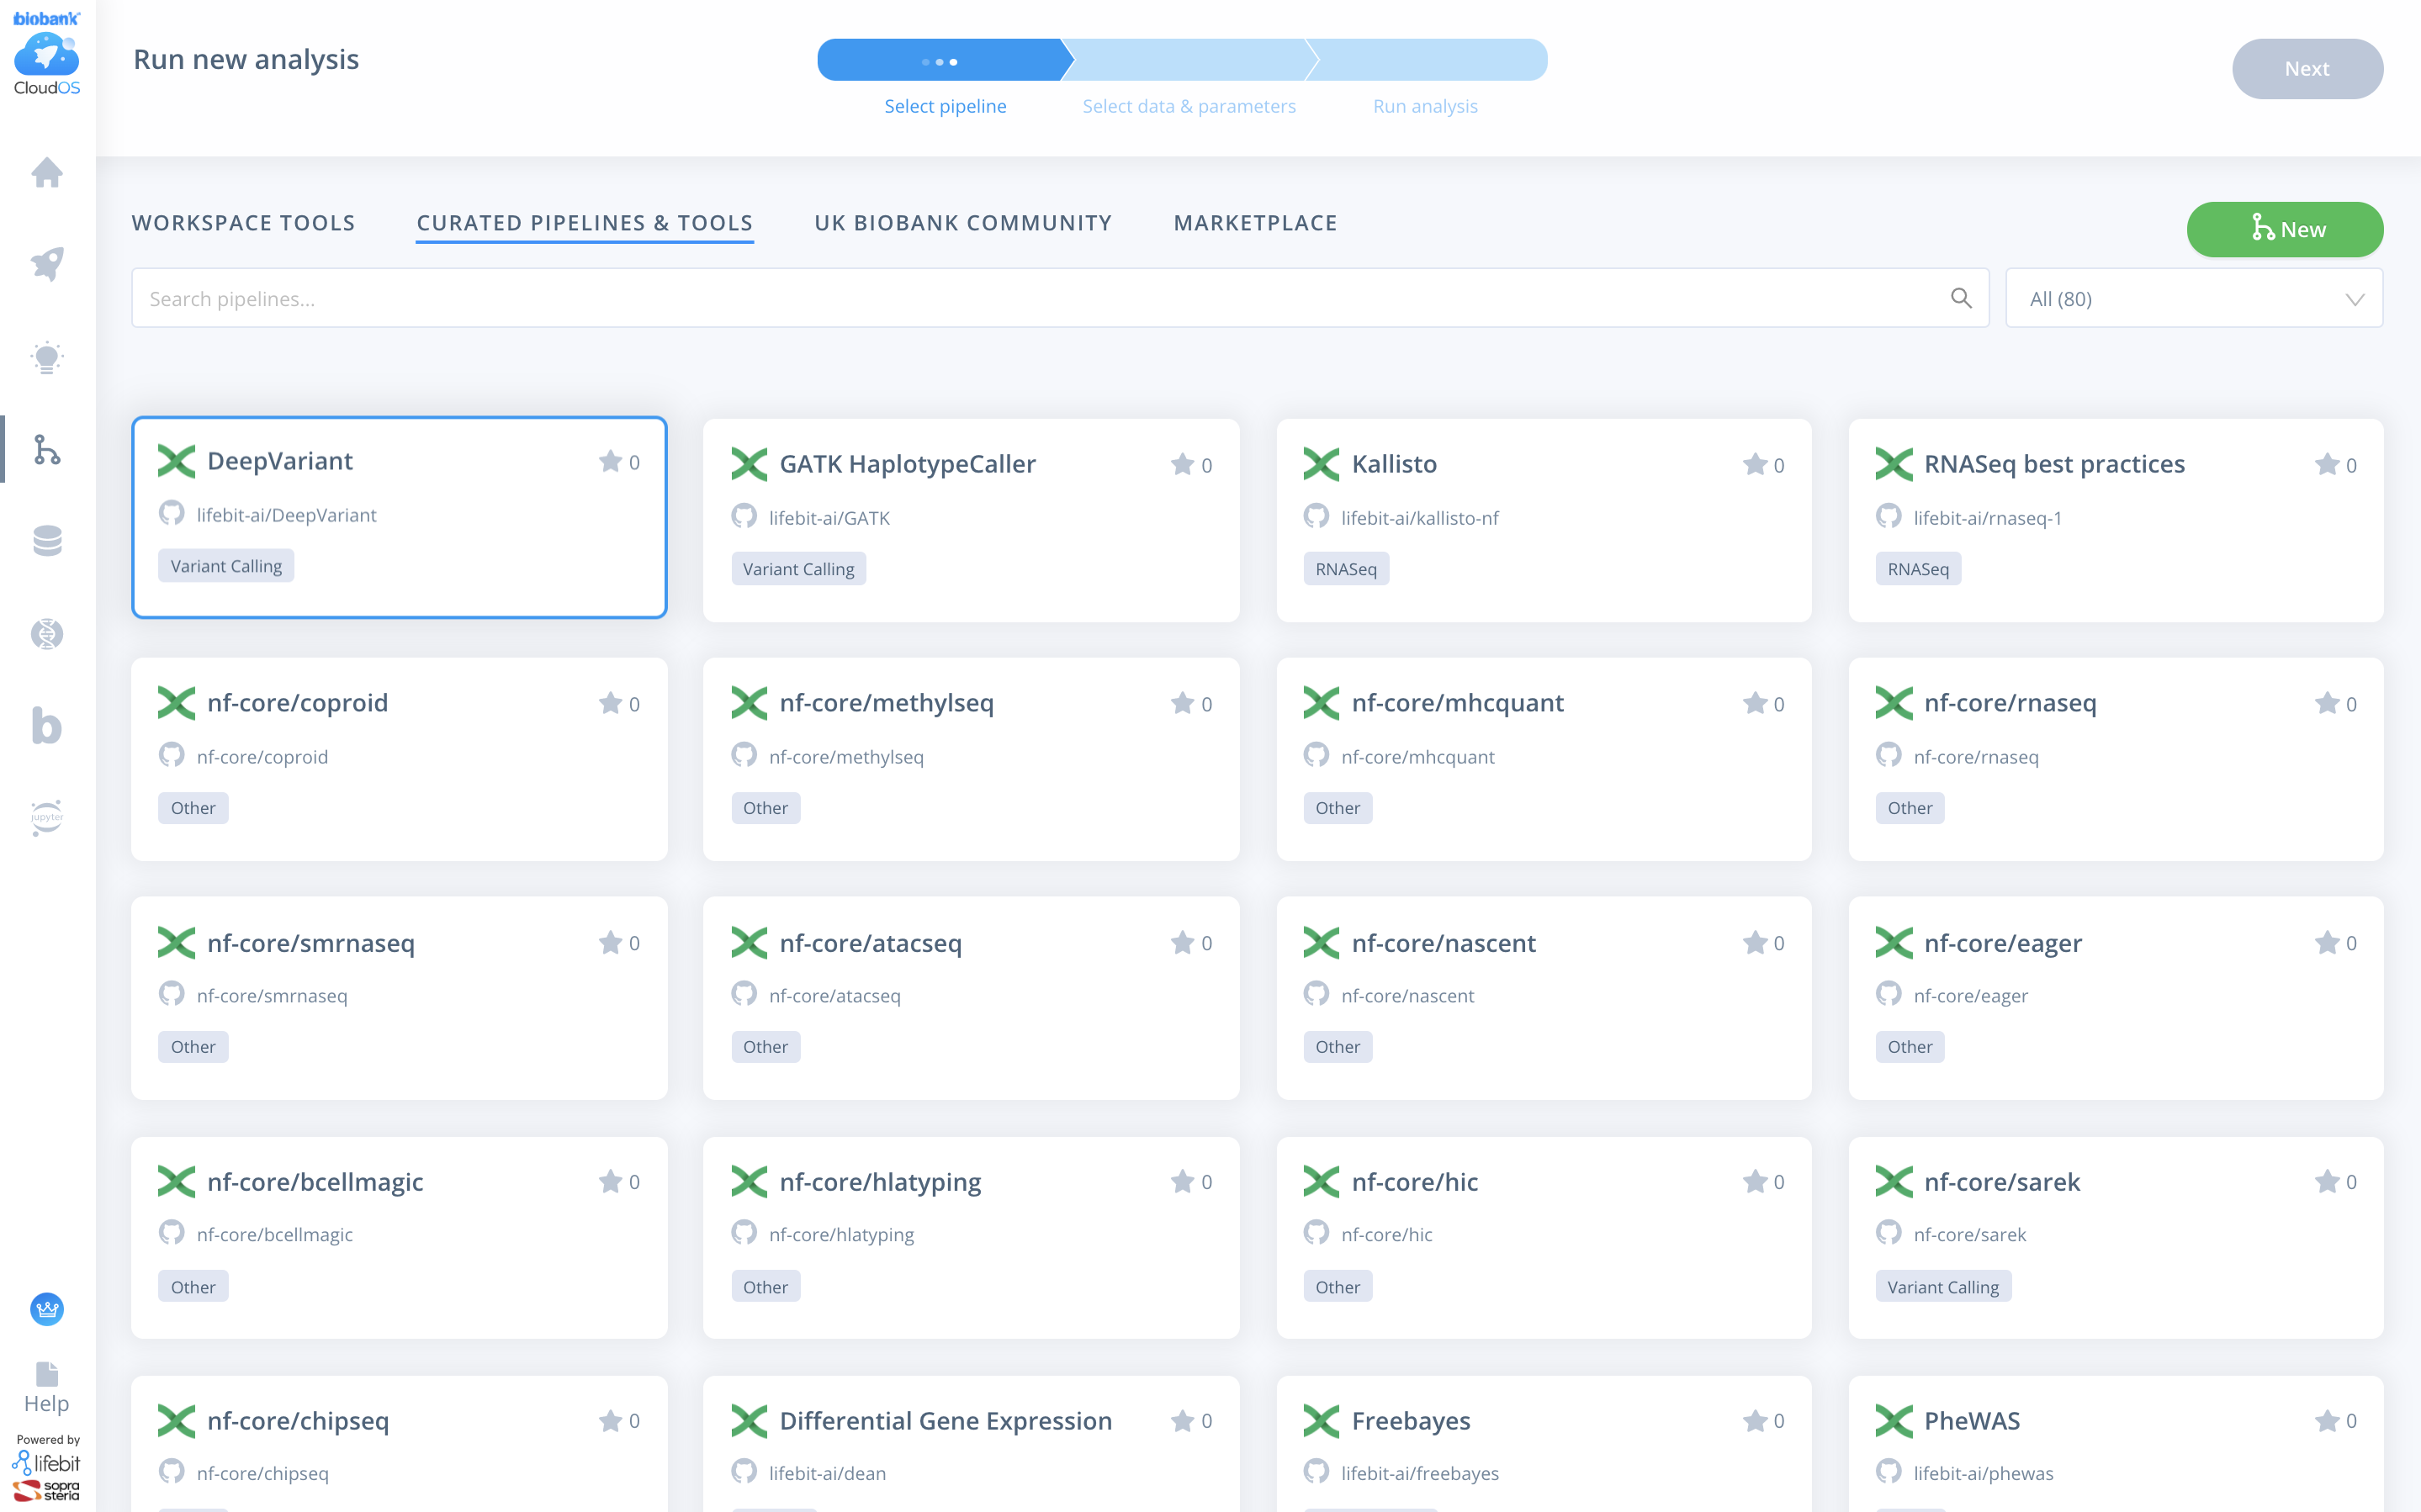 biobank
CloudOS
Run new analysis
Select pipeline
Select data & parameters
Run analysis
Next
WORKSPACE TOOLS
CURATED PIPELINES & TOOLS
UK BIOBANK COMMUNITY
MARKETPLACE
New
Search pipelines...
All (80)
DeepVariant
0
lifebit-ai/DeepVariant
Variant Calling
GATK HaplotypeCaller
0
lifebit-ai/GATK
Variant Calling
Kallisto
0
lifebit-ai/kallisto-nf
RNASeq
RNASeq best practices
0
lifebit-ai/rnaseq-1
RNASeq
nf-core/coproid
0
nf-core/coproid
Other
nf-core/methylseq
0
nf-core/methylseq
Other
nf-core/mhcquant
0
nf-core/mhcquant
Other
nf-core/rnaseq
0
nf-core/rnaseq
Other
nf-core/smrnaseq
0
nf-core/smrnaseq
Other
nf-core/atacseq
0
nf-core/atacseq
Other
nf-core/nascent
0
nf-core/nascent
Other
nf-core/eager
0
nf-core/eager
Other
nf-core/bcellmagic
0
nf-core/bcellmagic
Other
nf-core/hlatyping
0
nf-core/hlatyping
Other
nf-core/hic
0
nf-core/hic
Other
nf-core/sarek
0
nf-core/sarek
Variant Calling
nf-core/chipseq
0
nf-core/chipseq
Differential Gene Expression
0
lifebit-ai/dean
Freebayes
0
lifebit-ai/freebayes
PheWAS
0
lifebit-ai/phewas
b
jupyter
Help
Powered by
lifebit
sopra
steria